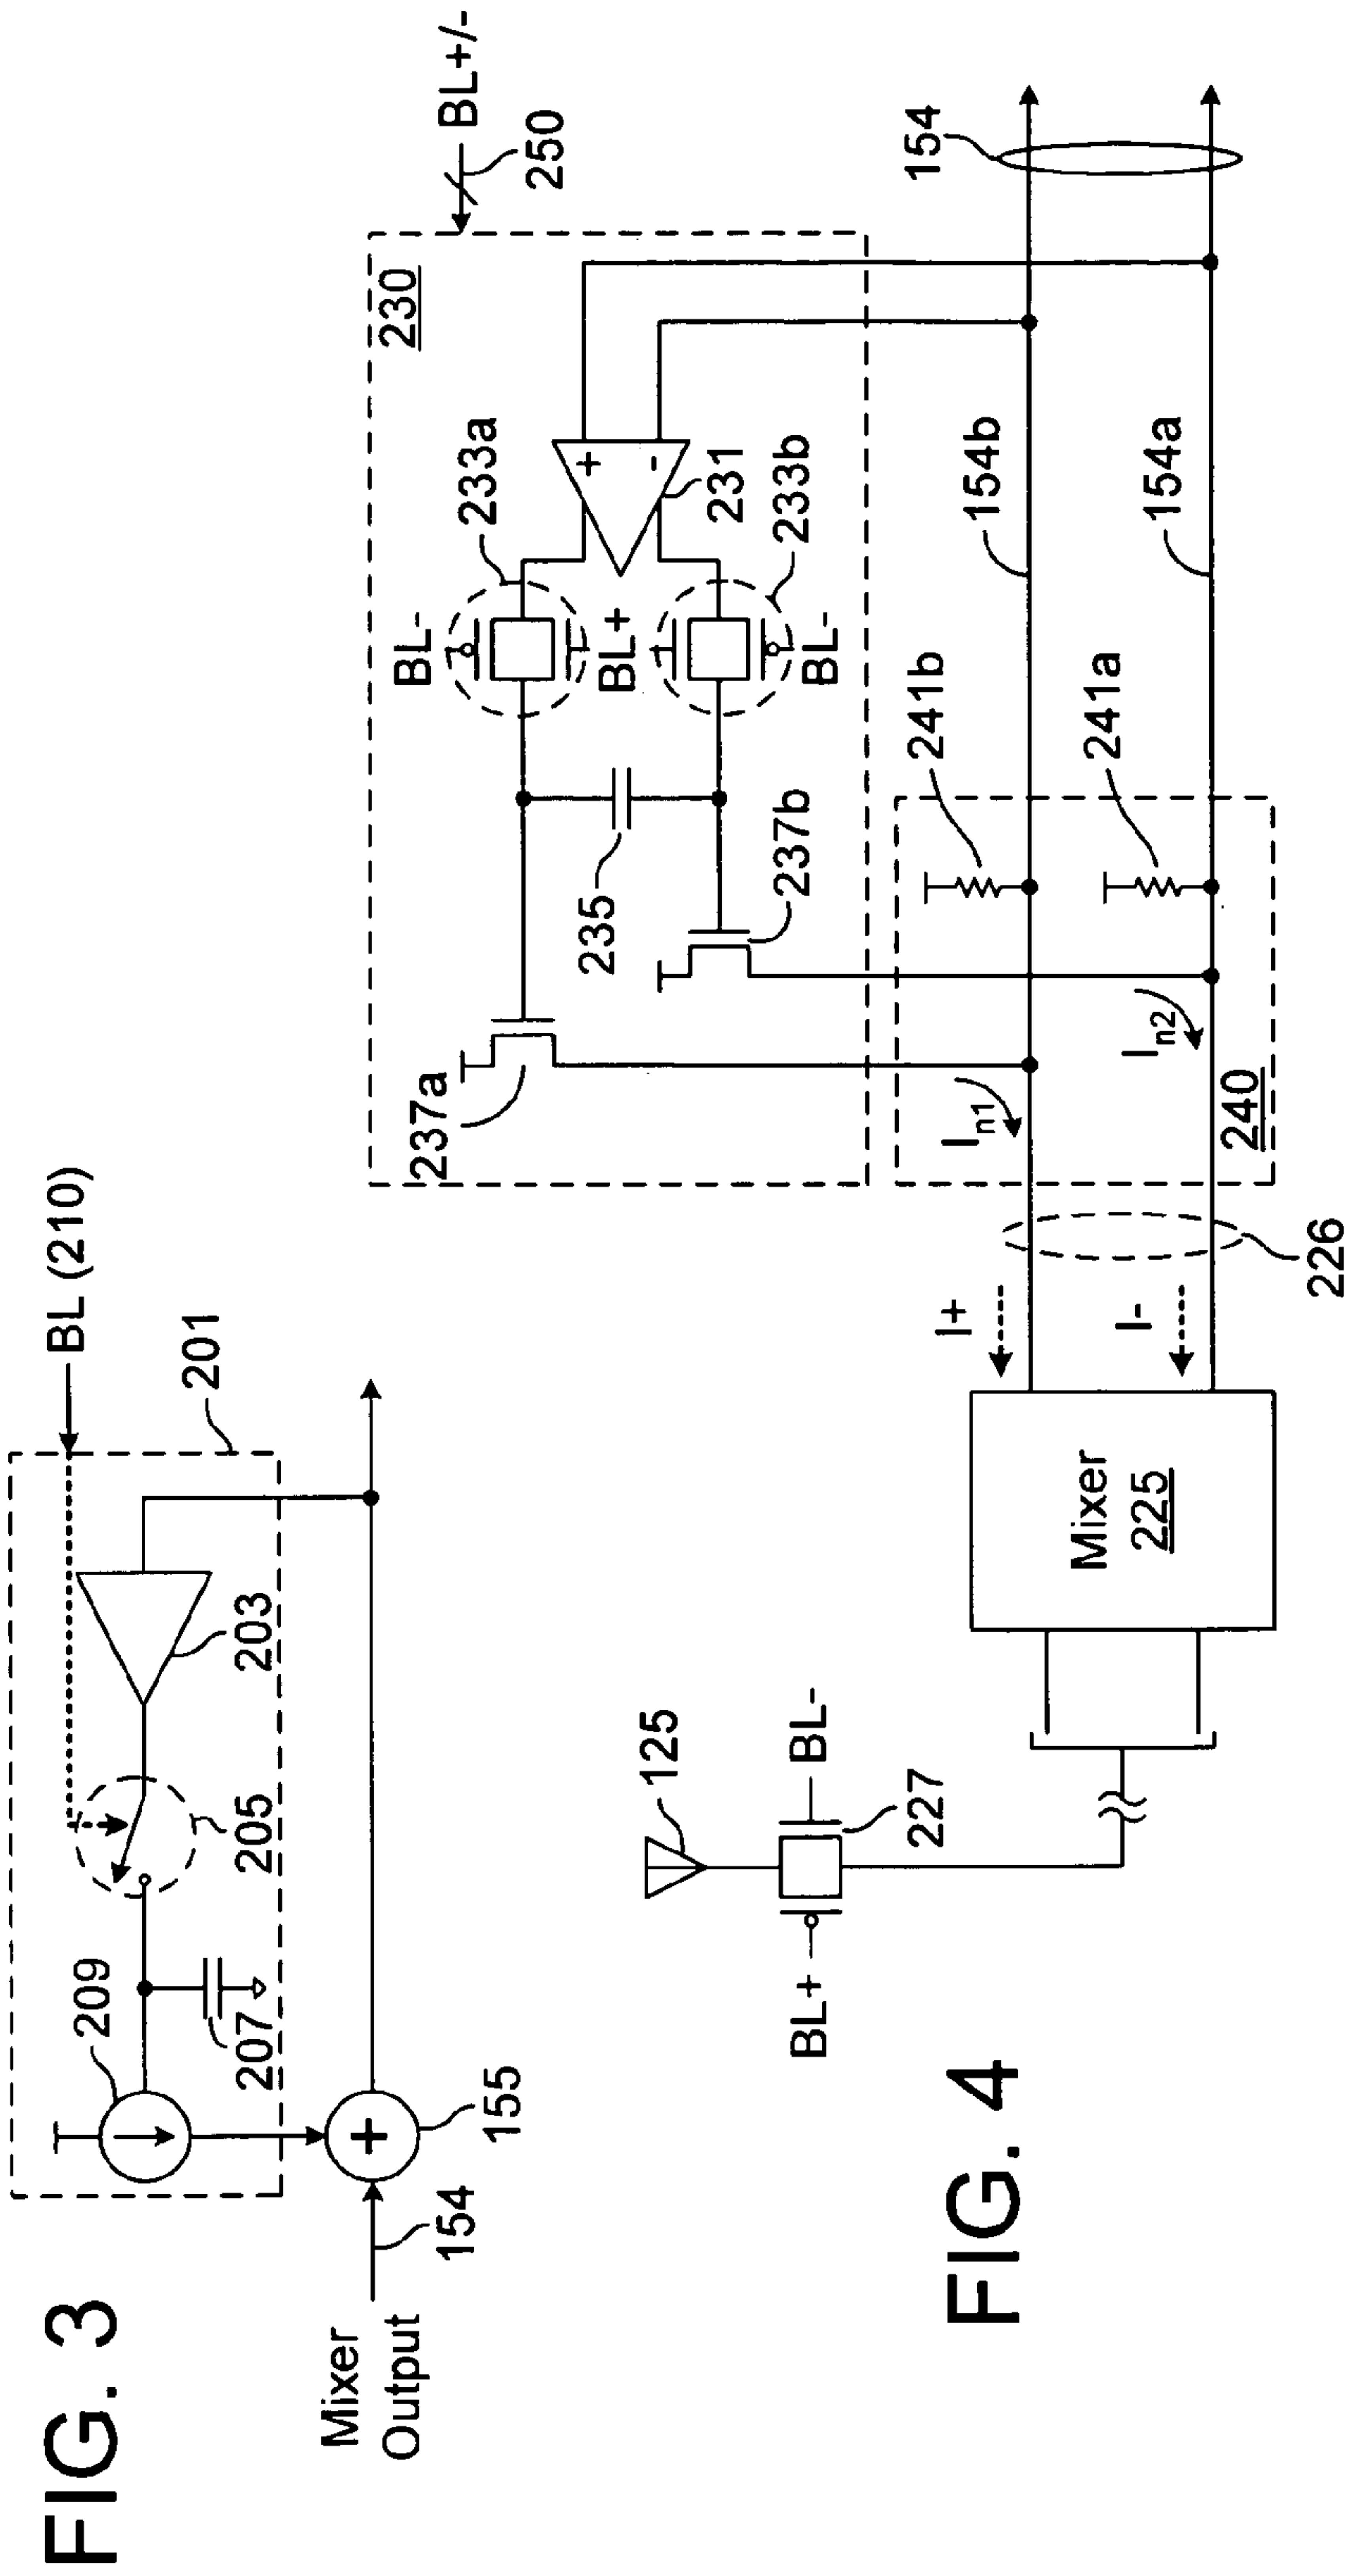 FIG. 3
BL (210)
201
209
207
205
203
Mixer
Output
154
155
FIG. 4
BL+/-
250
230
233a
BL-
BL+
BL-
231
233b
235
237a
237b
154
154b
154a
241b
241a
In1
In2
240
I+
I-
226
Mixer
225
125
BL+
BL-
227
+
-
+